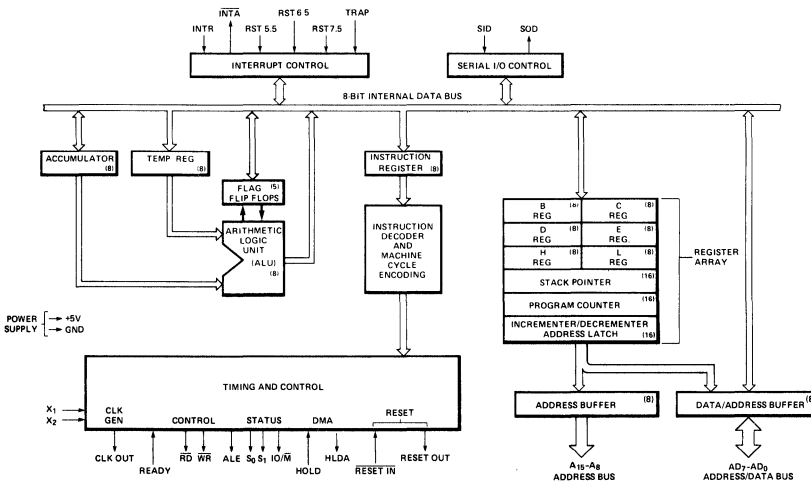 INTA
RST 6 5
TRAP
INTR
RST 5.5
RST7.5
SID
SOD
INTERRUPT CONTROL
SERIAL I/O CONTROL
8-BIT INTERNAL DATA BUS
ACCUMULATOR
(8)
TEMP REG
(8)
INSTRUCTION
REGISTER (8)
(5)
FLAG
FLIP FLOPS
ARITHMETIC
LOGIC
UNIT
(ALU)
(8)
INSTRUCTION
DECODER
AND
MACHINE
CYCLE
ENCODING
B (8)
REG
C (8)
REG
D (8)
REG
E (8)
REG.
H (8)
REG
L (8)
REG
STACK POINTER (16)
PROGRAM COUNTER (16)
INCREMENTER/DECREMENTER
ADDRESS LATCH (16)
REGISTER
ARRAY
POWER
SUPPLY
+5V
GND
TIMING AND CONTROL
X1
X2
CLK
GEN
CONTROL
STATUS
DMA
RESET
CLK OUT
READY
RD
WR
ALE
S0 S1
IO/M
HOLD
HLDA
RESET IN
RESET OUT
ADDRESS BUFFER (8)
DATA/ADDRESS BUFFER (8
A15-A8
ADDRESS BUS
AD7-AD0
ADDRESS/DATA BUS